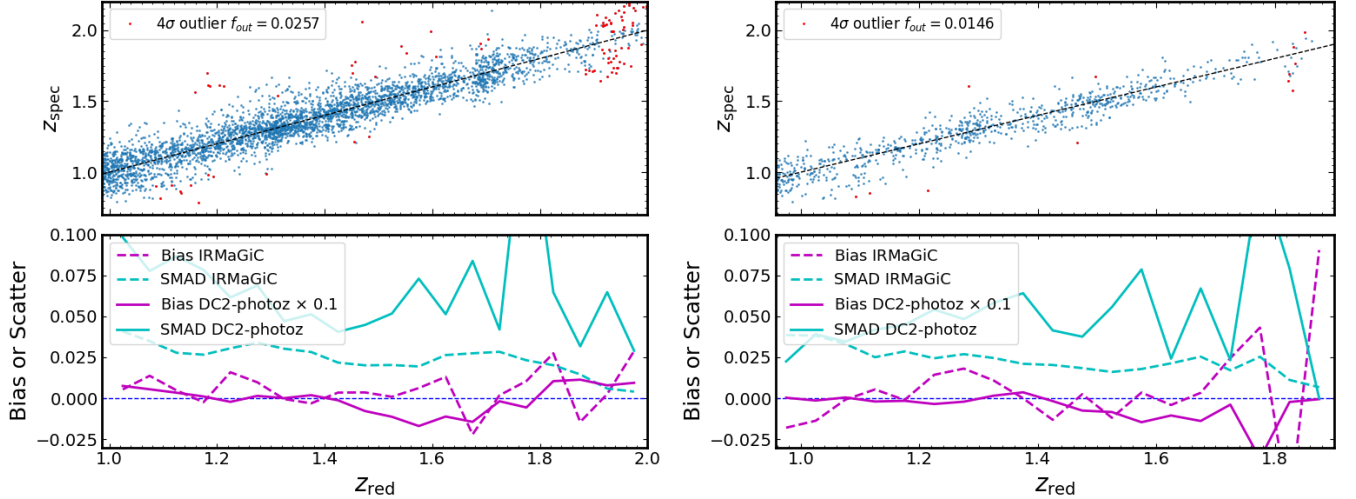 4σ outlier f_out = 0.0257
2.0
1.5
1.0
z_spec
4σ outlier f_out = 0.0146
2.0
1.5
1.0
z_spec
0.100
0.075
0.050
0.025
0.000
−0.025
Bias or Scatter
Bias IRMaGiC
SMAD IRMaGiC
Bias DC2-photoz × 0.1
SMAD DC2-photoz
1.0 1.2 1.4 1.6 1.8 2.0
z_red
0.100
0.075
0.050
0.025
0.000
−0.025
Bias or Scatter
Bias IRMaGiC
SMAD IRMaGiC
Bias DC2-photoz × 0.1
SMAD DC2-photoz
1.0 1.2 1.4 1.6 1.8
z_red